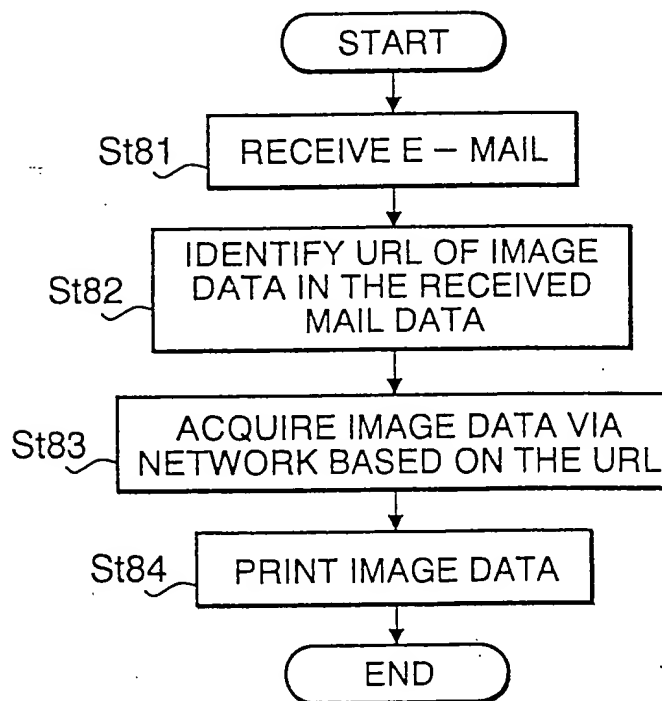 START
St81
RECEIVE E – MAIL
St82
IDENTIFY URL OF IMAGE
DATA IN THE RECEIVED
MAIL DATA
St83
ACQUIRE IMAGE DATA VIA
NETWORK BASED ON THE URL
St84
PRINT IMAGE DATA
END